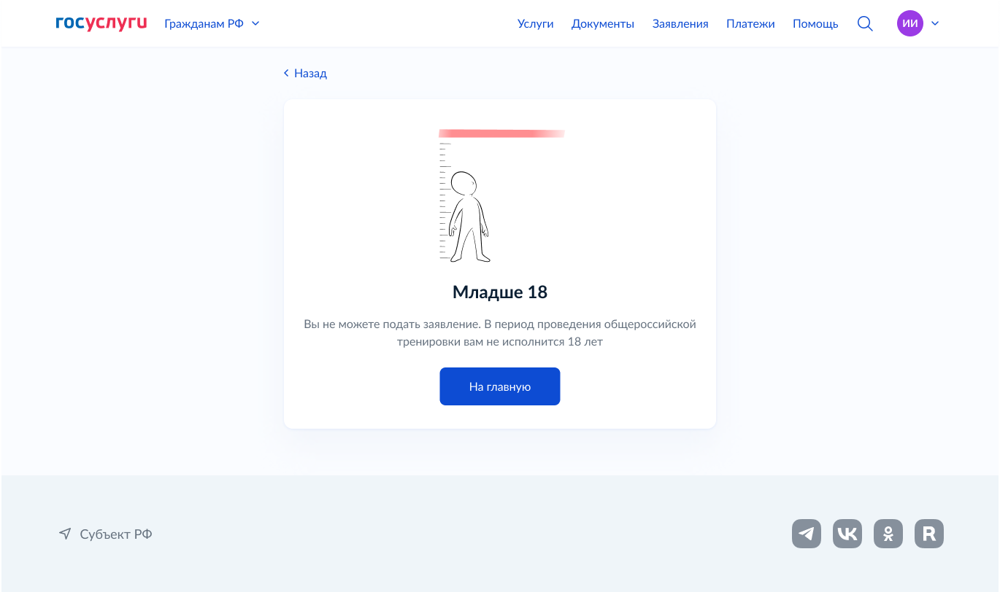 госуслуги Гражданам РФ Услуги Документы Заявления Платежи Помощь ИИ
Назад
Младше 18
Вы не можете подать заявление. В период проведения общероссийской
тренировки вам не исполнится 18 лет
На главную
Субъект РФ